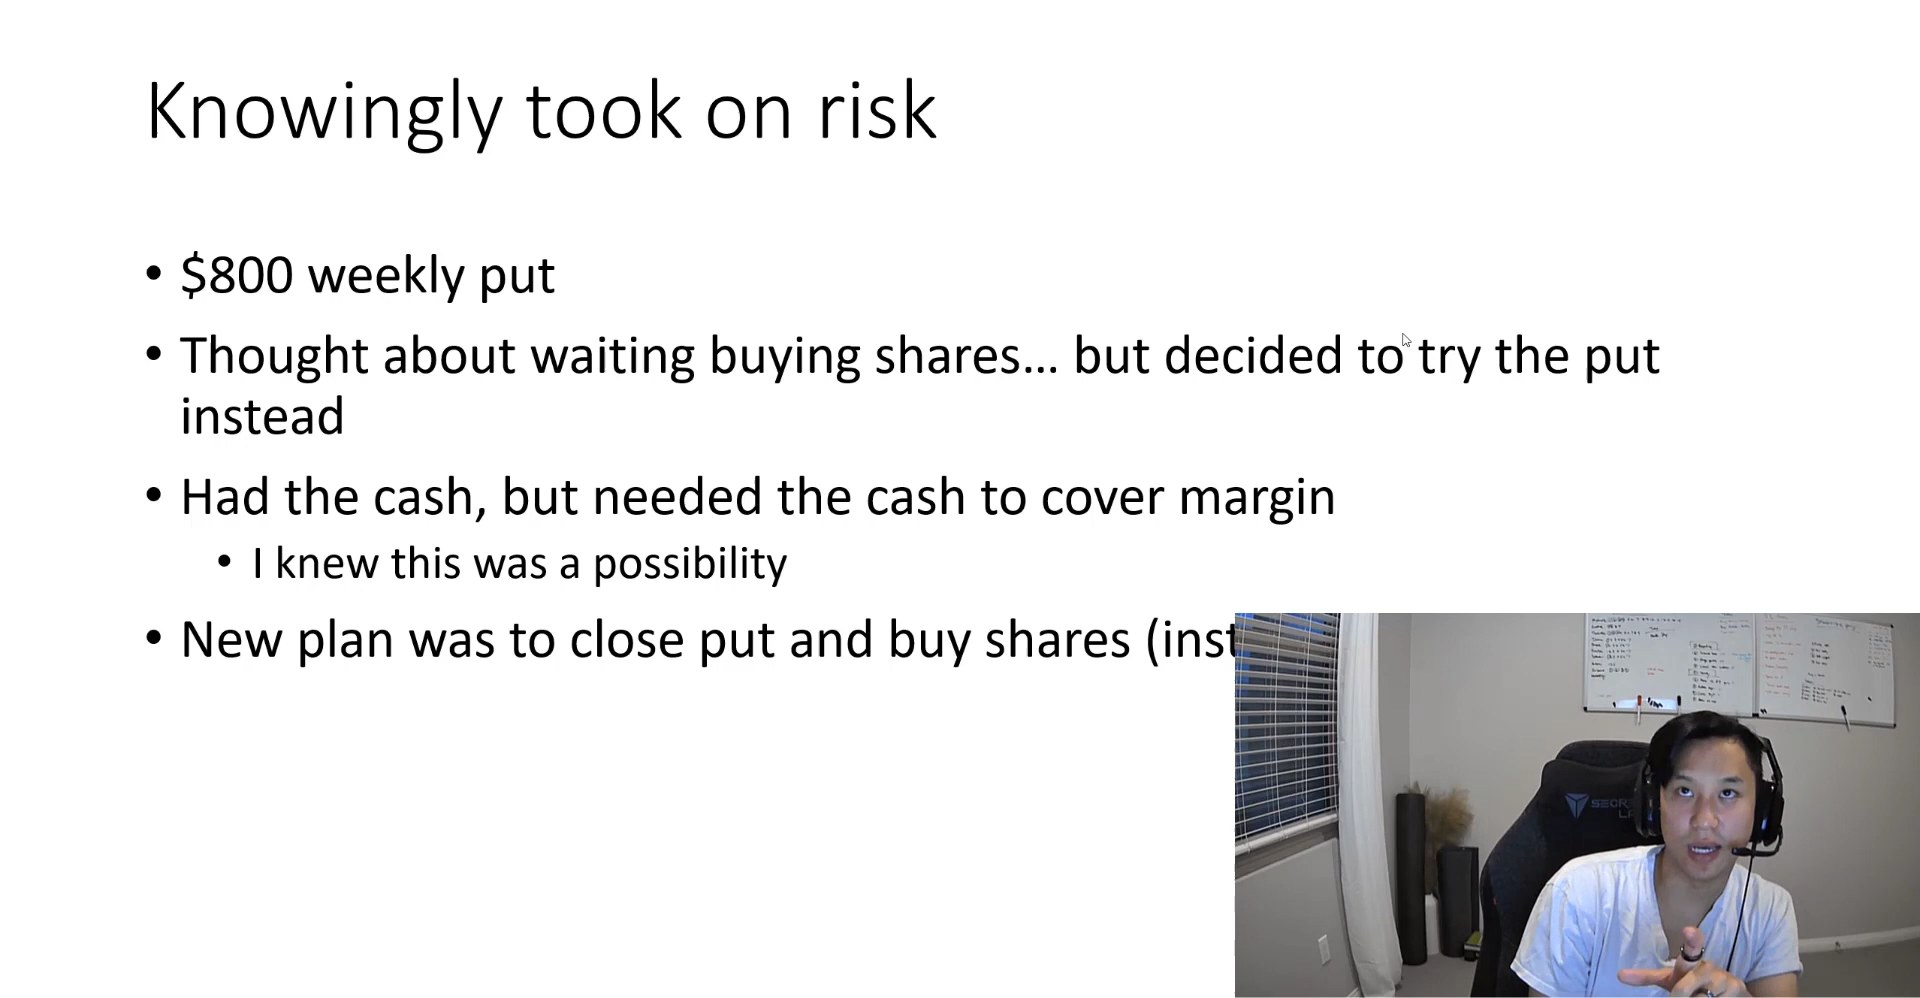 Knowingly took on risk
• $800 weekly put
• Thought about waiting buying shares... but decided to try the put
instead
• Had the cash, but needed the cash to cover margin
• I knew this was a possibility
• New plan was to close put and buy shares (inst